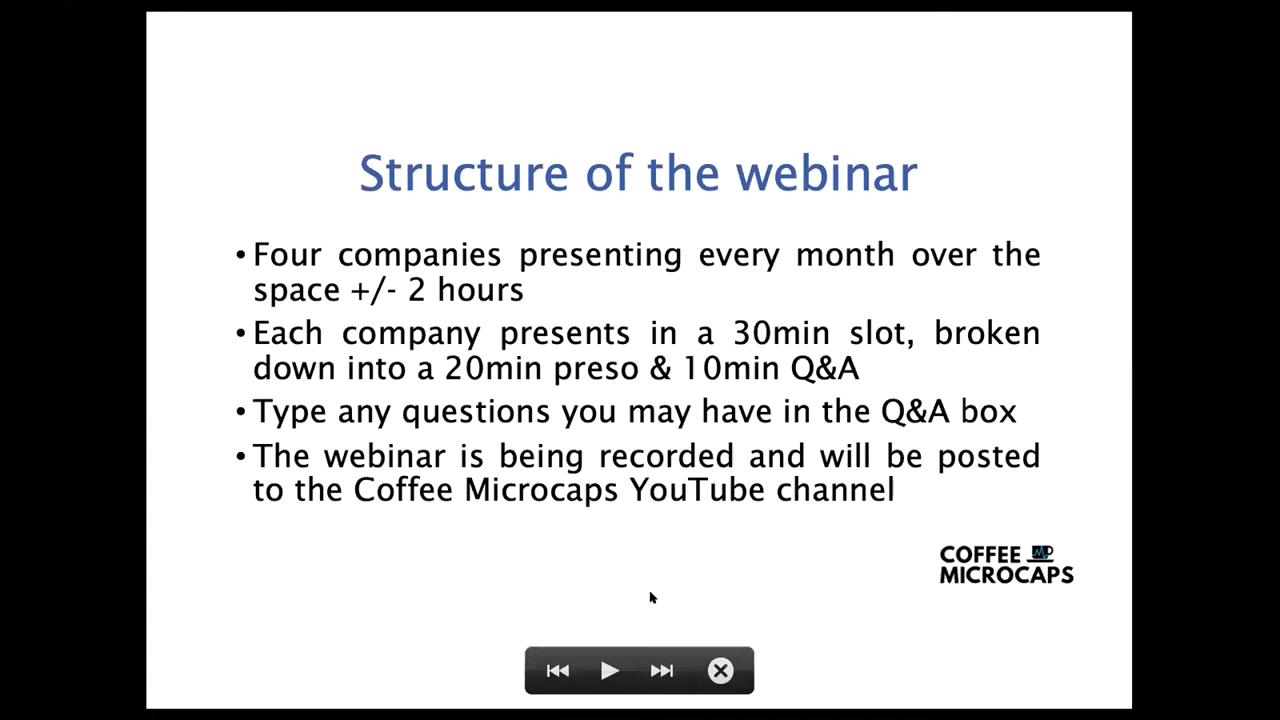 Structure of the webinar
• Four companies presenting every month over the
space +/- 2 hours
• Each company presents in a 30min slot, broken
down into a 20min preso & 10min Q&A
• Type any questions you may have in the Q&A box
• The webinar is being recorded and will be posted
to the Coffee Microcaps YouTube channel
COFFEE
MICROCAPS